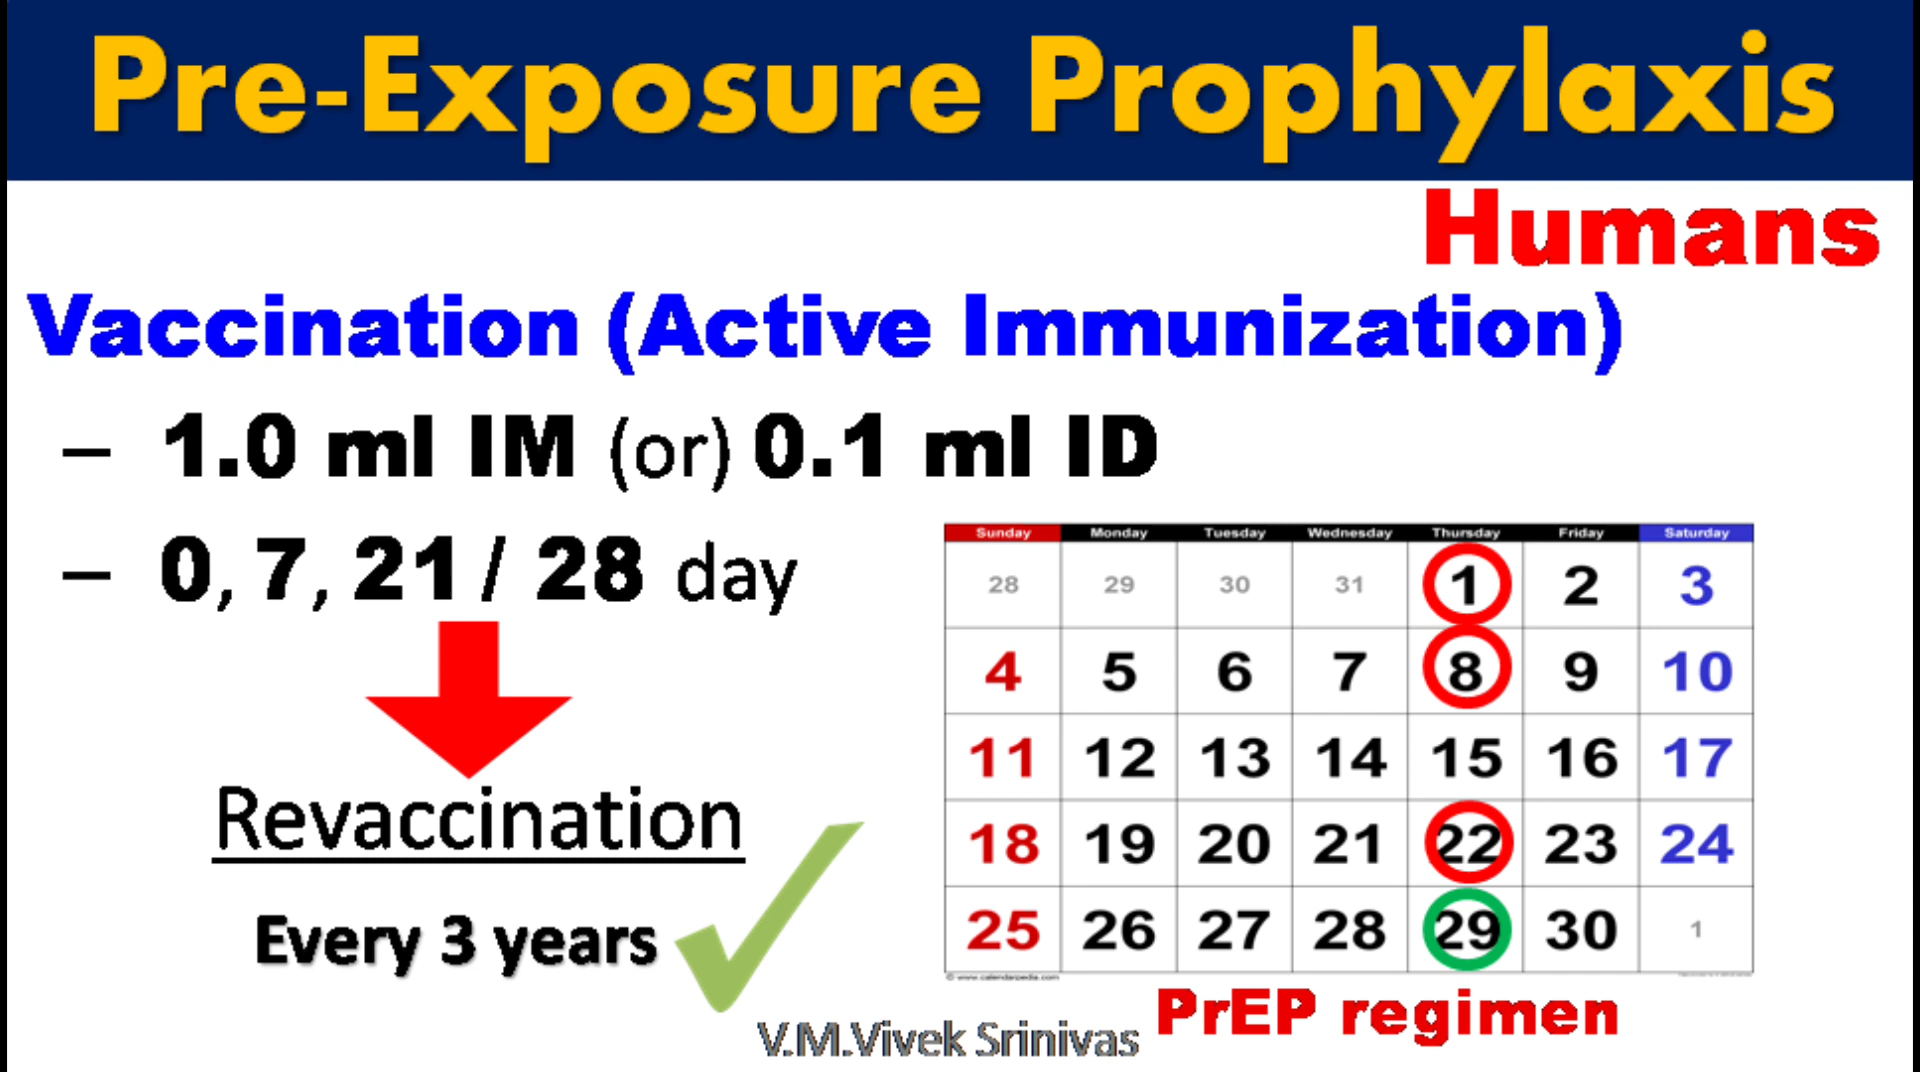 Pre-Exposure Prophylaxis
Humans
Vaccination (Active Immunization)
– 1.0 ml IM (or) 0.1 ml ID
– 0, 7, 21 / 28 day
Revaccination
Every 3 years
Sunday Monday Tuesday Wednesday Thursday Friday Saturday
28 29 30 31 1 2 3
4 5 6 7 8 9 10
11 12 13 14 15 16 17
18 19 20 21 22 23 24
25 26 27 28 29 30 1
© www.calendarpedia.com
PrEP regimen
V.M.Vivek Srinivas